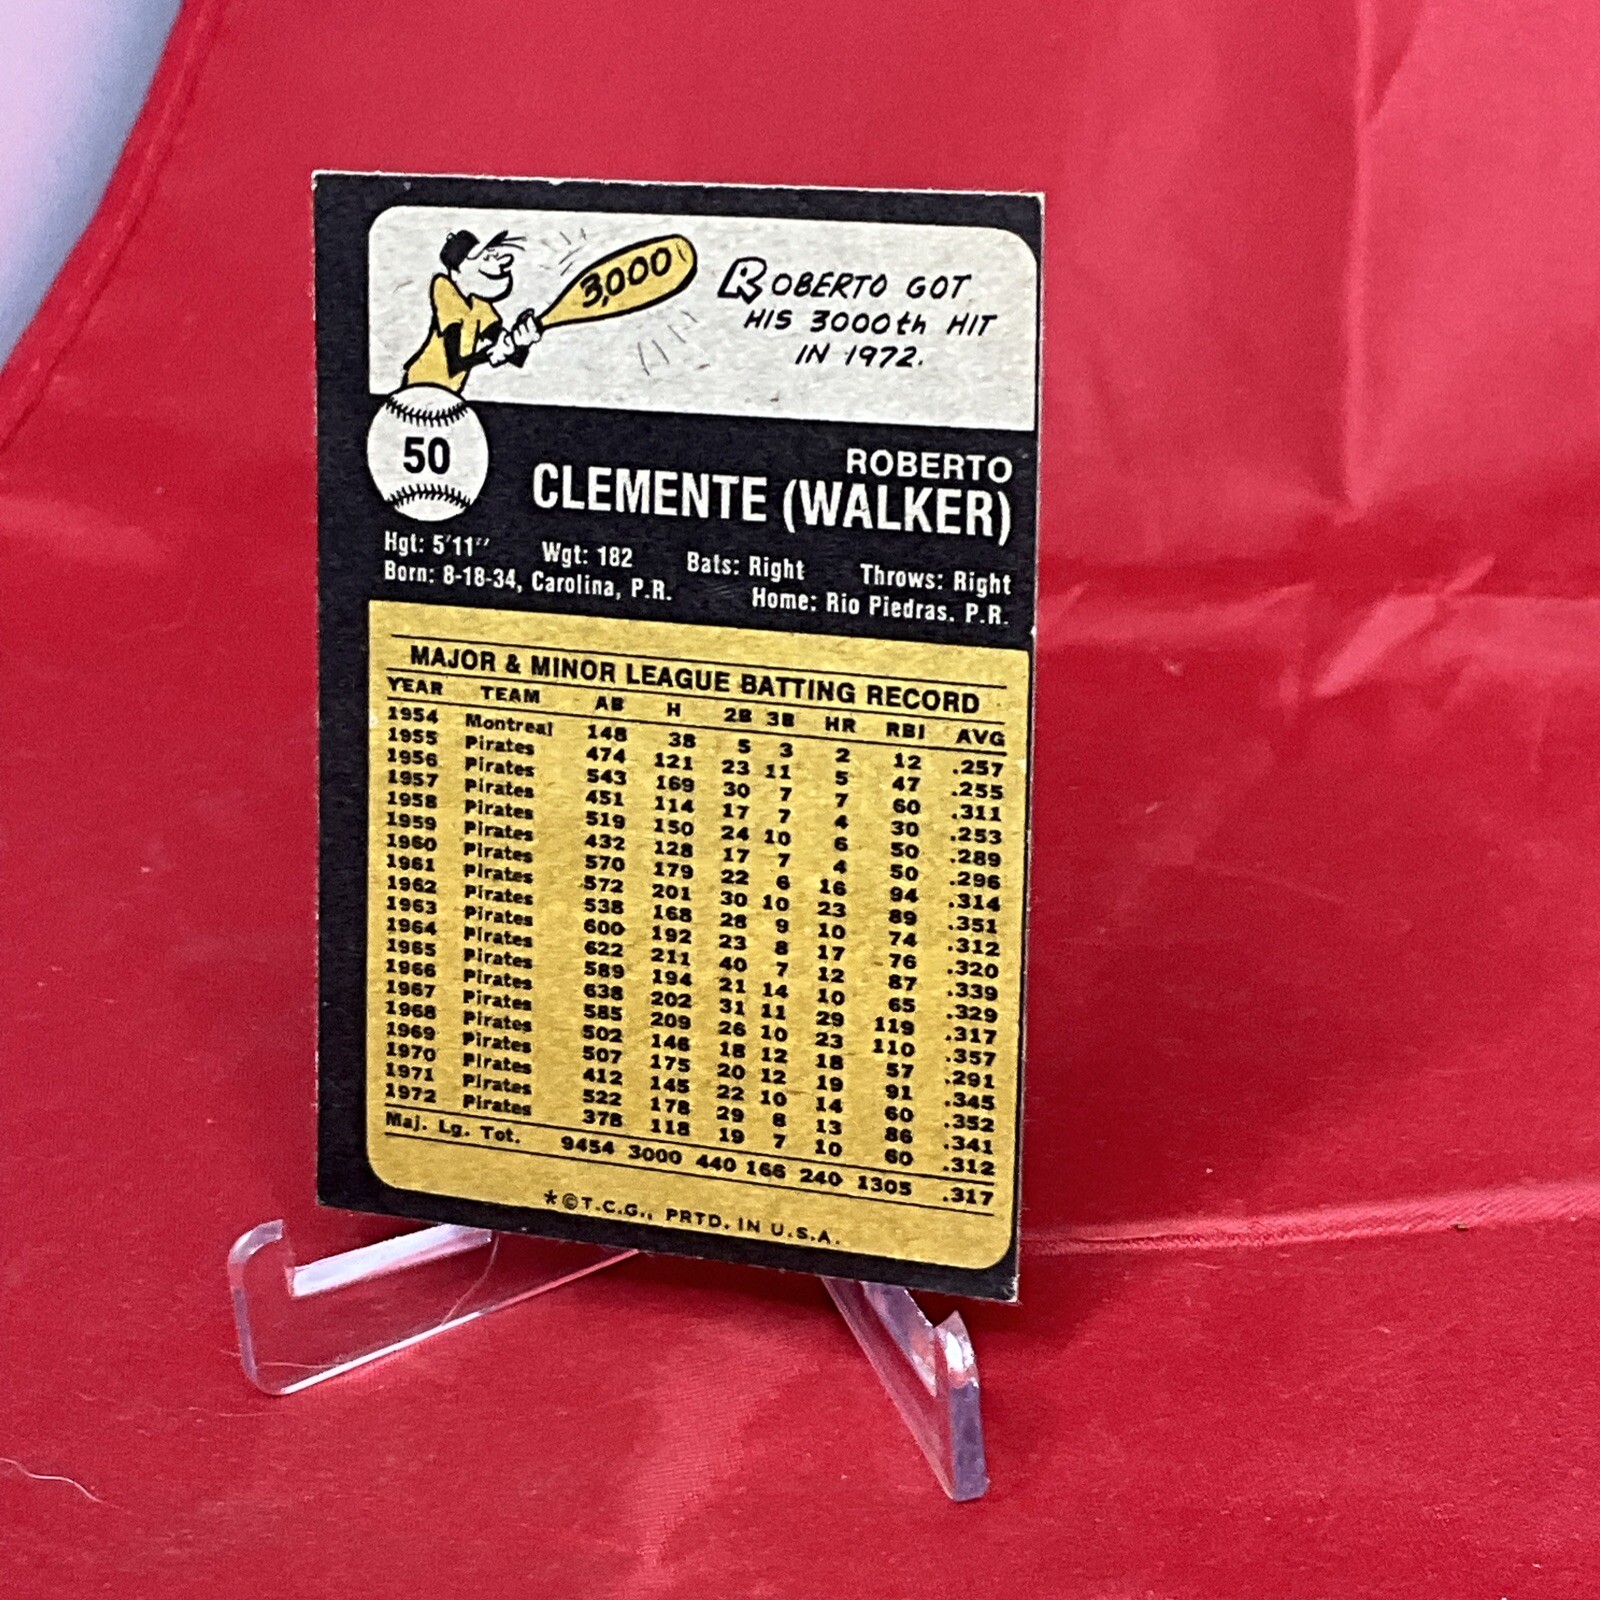 3,000
ROBERTO GOT
HIS 3000th HIT
IN 1972.
50
ROBERTO
CLEMENTE (WALKER)
Hgt: 5'11" Wgt: 182 Bats: Right Throws: Right
Born: 8-18-34, Carolina, P.R. Home: Rio Piedras. P.R.
MAJOR & MINOR LEAGUE BATTING RECORD
YEAR TEAM AB H 2B 3B HR RBI AVG
1954 Montreal 148 38 5 3 2 12 .257
1955 Pirates 474 121 23 11 5 47 .255
1956 Pirates 543 169 30 7 7 60 .311
1957 Pirates 451 114 17 7 4 30 .253
1958 Pirates 519 150 24 10 6 50 .289
1959 Pirates 432 128 17 7 4 50 .296
1960 Pirates 570 179 22 6 16 94 .314
1961 Pirates 572 201 30 10 23 89 .351
1962 Pirates 538 168 28 9 10 74 .312
1963 Pirates 600 192 23 8 17 76 .320
1964 Pirates 622 211 40 7 12 87 .339
1965 Pirates 589 194 21 14 10 65 .329
1966 Pirates 638 202 31 11 29 119 .317
1967 Pirates 585 209 26 10 23 110 .357
1968 Pirates 502 146 18 12 18 57 .291
1969 Pirates 507 175 20 12 19 91 .345
1970 Pirates 412 145 22 10 14 60 .352
1971 Pirates 522 178 29 8 13 86 .341
1972 Pirates 378 118 19 7 10 60 .312
Maj. Lg. Tot. 9454 3000 440 166 240 1305 .317
*©T.C.G., PRTD. IN U.S.A.